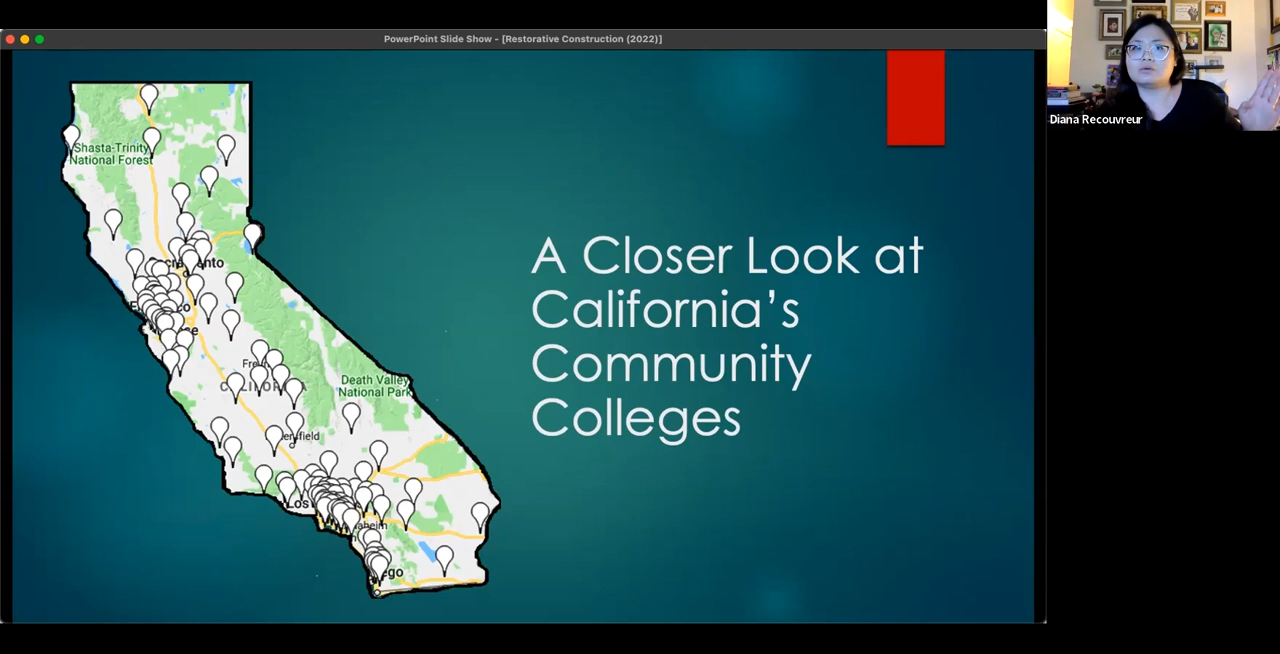 PowerPoint Slide Show - [Restorative Construction (2022)]
Diana Recouvreur
A Closer Look at
California’s
Community
Colleges
Shasta-Trinity
National Forest
Death Valley
National Park